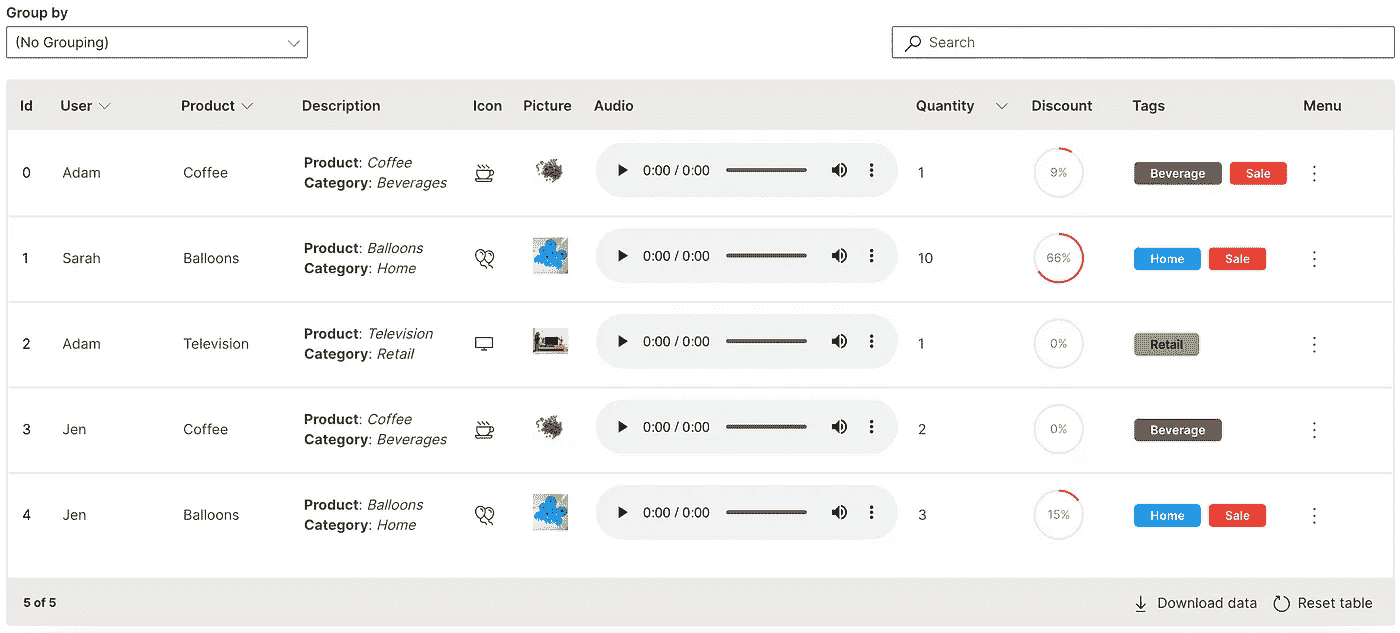 Group by
(No Grouping)
Search
Id User Product Description Icon Picture Audio Quantity Discount Tags Menu
0 Adam Coffee Product: Coffee
Category: Beverages 0:00 / 0:00 1 9% Beverage Sale
1 Sarah Balloons Product: Balloons
Category: Home 0:00 / 0:00 10 66% Home Sale
2 Adam Television Product: Television
Category: Retail 0:00 / 0:00 1 0% Retail
3 Jen Coffee Product: Coffee
Category: Beverages 0:00 / 0:00 2 0% Beverage
4 Jen Balloons Product: Balloons
Category: Home 0:00 / 0:00 3 15% Home Sale
5 of 5 Download data Reset table